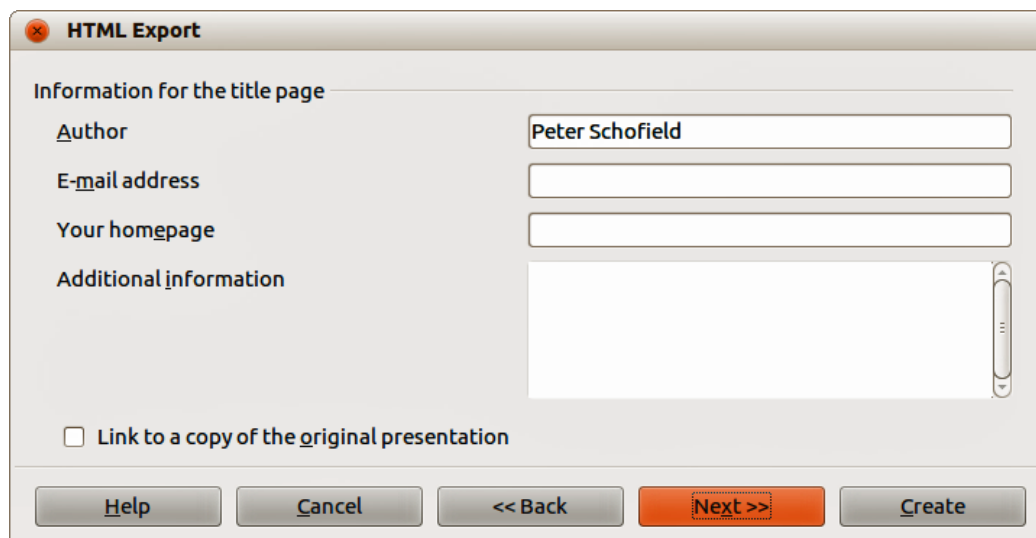 HTML Export
Information for the title page
Author
Peter Schofield
E-mail address
Your homepage
Additional information
Link to a copy of the original presentation
Help
Cancel
<< Back
Next >>
Create